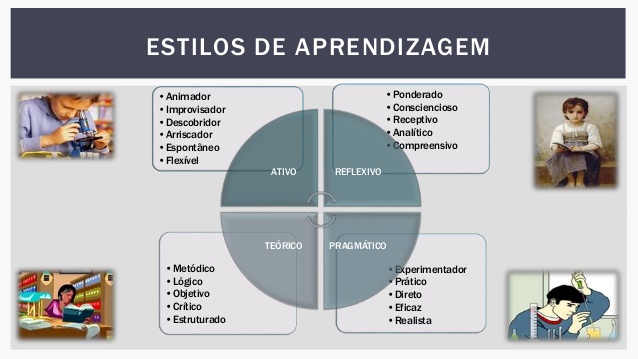 ESTILOS DE APRENDIZAGEM
•Animador
•Improvisador
•Descobridor
•Arriscador
•Espontâneo
•Flexível
•Ponderado
•Consciencioso
•Receptivo
•Analítico
•Compreensivo
ATIVO
REFLEXIVO
TEÓRICO
PRAGMÁTICO
•Metódico
•Lógico
•Objetivo
•Crítico
•Estruturado
•Experimentador
•Prático
•Direto
•Eficaz
•Realista